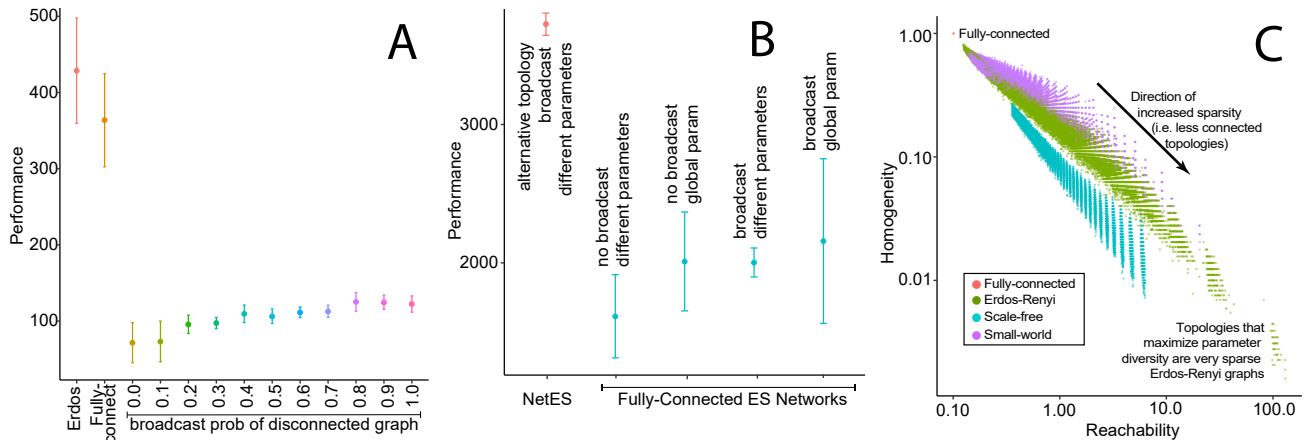 A
500
400
300
200
100
Performance
Erdos
Fully-
connect
0.0
0.1
0.2
0.3
0.4
0.5
0.6
0.7
0.8
0.9
1.0
broadcast prob of disconnected graph
B
3000
2000
Performance
alternative topology
broadcast
different parameters
no broadcast
different parameters
no broadcast
global param
broadcast
different parameters
broadcast
global param
NetES
Fully-Connected ES Networks
C
1.00
0.10
0.01
Homogeneity
Fully-connected
Direction of
increased sparsity
(i.e. less connected
topologies)
Fully-connected
Erdos-Renyi
Scale-free
Small-world
Topologies that
maximize parameter
diversity are very sparse
Erdos-Renyi graphs
0.10
1.00
10.0
100.0
Reachability